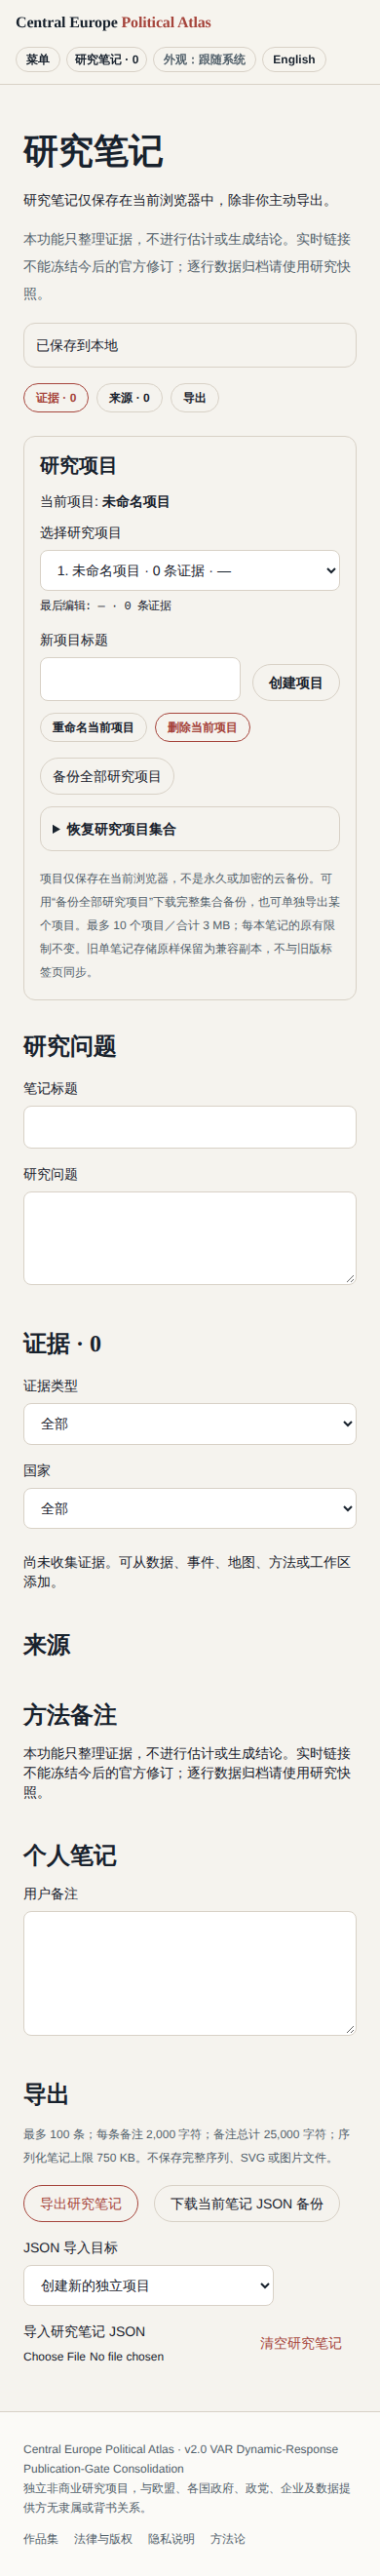 Central Europe Political Atlas
菜单
研究笔记 · 0
外观：跟随系统
English
研究笔记
研究笔记仅保存在当前浏览器中，除非你主动导出。
本功能只整理证据，不进行估计或生成结论。实时链接
不能冻结今后的官方修订；逐行数据归档请使用研究快
照。
已保存到本地
证据 · 0
来源 · 0
导出
研究项目
当前项目: 未命名项目
选择研究项目
1. 未命名项目 · 0 条证据 · —
最后编辑: — · 0 条证据
新项目标题
创建项目
重命名当前项目
删除当前项目
备份全部研究项目
▶ 恢复研究项目集合
项目仅保存在当前浏览器，不是永久或加密的云备份。可
用“备份全部研究项目”下载完整集合备份，也可单独导出某
个项目。最多 10 个项目／合计 3 MB；每本笔记的原有限
制不变。旧单笔记存储原样保留为兼容副本，不与旧版标
签页同步。
研究问题
笔记标题
研究问题
证据 · 0
证据类型
全部
国家
全部
尚未收集证据。可从数据、事件、地图、方法或工作区
添加。
来源
方法备注
本功能只整理证据，不进行估计或生成结论。实时链接
不能冻结今后的官方修订；逐行数据归档请使用研究快
照。
个人笔记
用户备注
导出
最多 100 条；每条备注 2,000 字符；备注总计 25,000 字符；序
列化笔记上限 750 KB。不保存完整序列、SVG 或图片文件。
导出研究笔记
下载当前笔记 JSON 备份
JSON 导入目标
创建新的独立项目
导入研究笔记 JSON
Choose File No file chosen
清空研究笔记
Central Europe Political Atlas · v2.0 VAR Dynamic-Response
Publication-Gate Consolidation
独立非商业研究项目，与欧盟、各国政府、政党、企业及数据提
供方无隶属或背书关系。
作品集
法律与版权
隐私说明
方法论